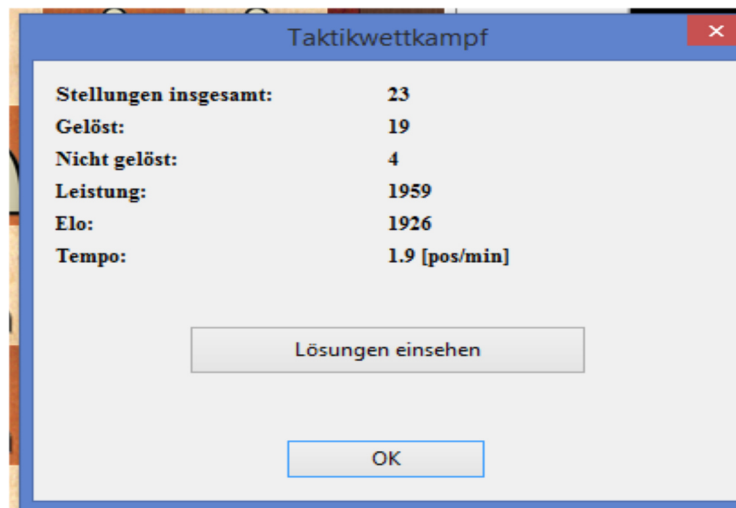 Taktikwettkampf
Stellungen insgesamt: 23
Gelöst: 19
Nicht gelöst: 4
Leistung: 1959
Elo: 1926
Tempo: 1.9 [pos/min]
Lösungen einsehen
OK